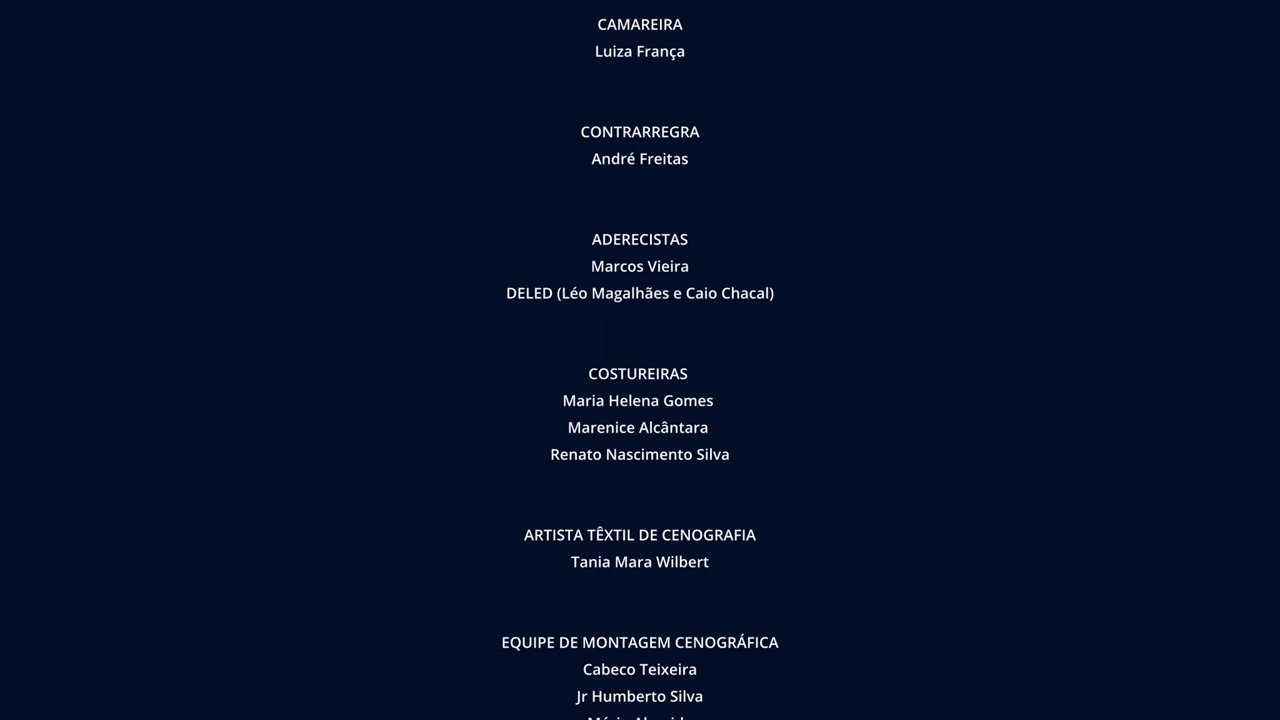 CAMAREIRA
Luiza França
CONTRARREGRA
André Freitas
ADERECISTAS
Marcos Vieira
DELED (Léo Magalhães e Caio Chacal)
COSTUREIRAS
Maria Helena Gomes
Marenice Alcântara
Renato Nascimento Silva
ARTISTA TÊXTIL DE CENOGRAFIA
Tania Mara Wilbert
EQUIPE DE MONTAGEM CENOGRÁFICA
Cabeco Teixeira
Jr Humberto Silva